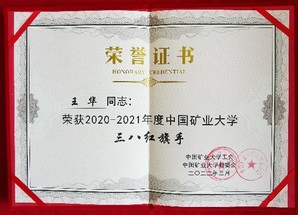 荣誉证书
HONORARY CREDENTIAL
王华 同志：
荣获2020-2021年度中国矿业大学
三八红旗手
中国矿业大学工会
中国矿业大学妇委会
二〇二二年三月